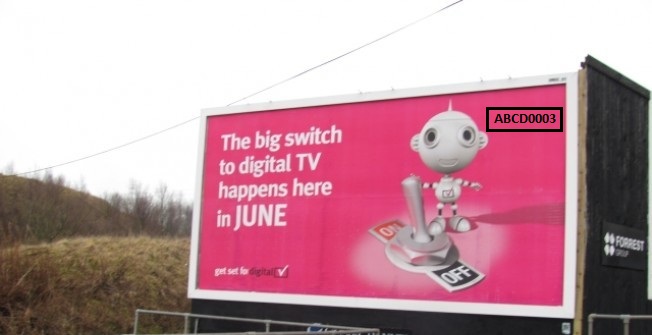 ABCD0003
The big switch
to digital TV
happens here
in JUNE
ON
OFF
get set for digital
FORREST
GROUP